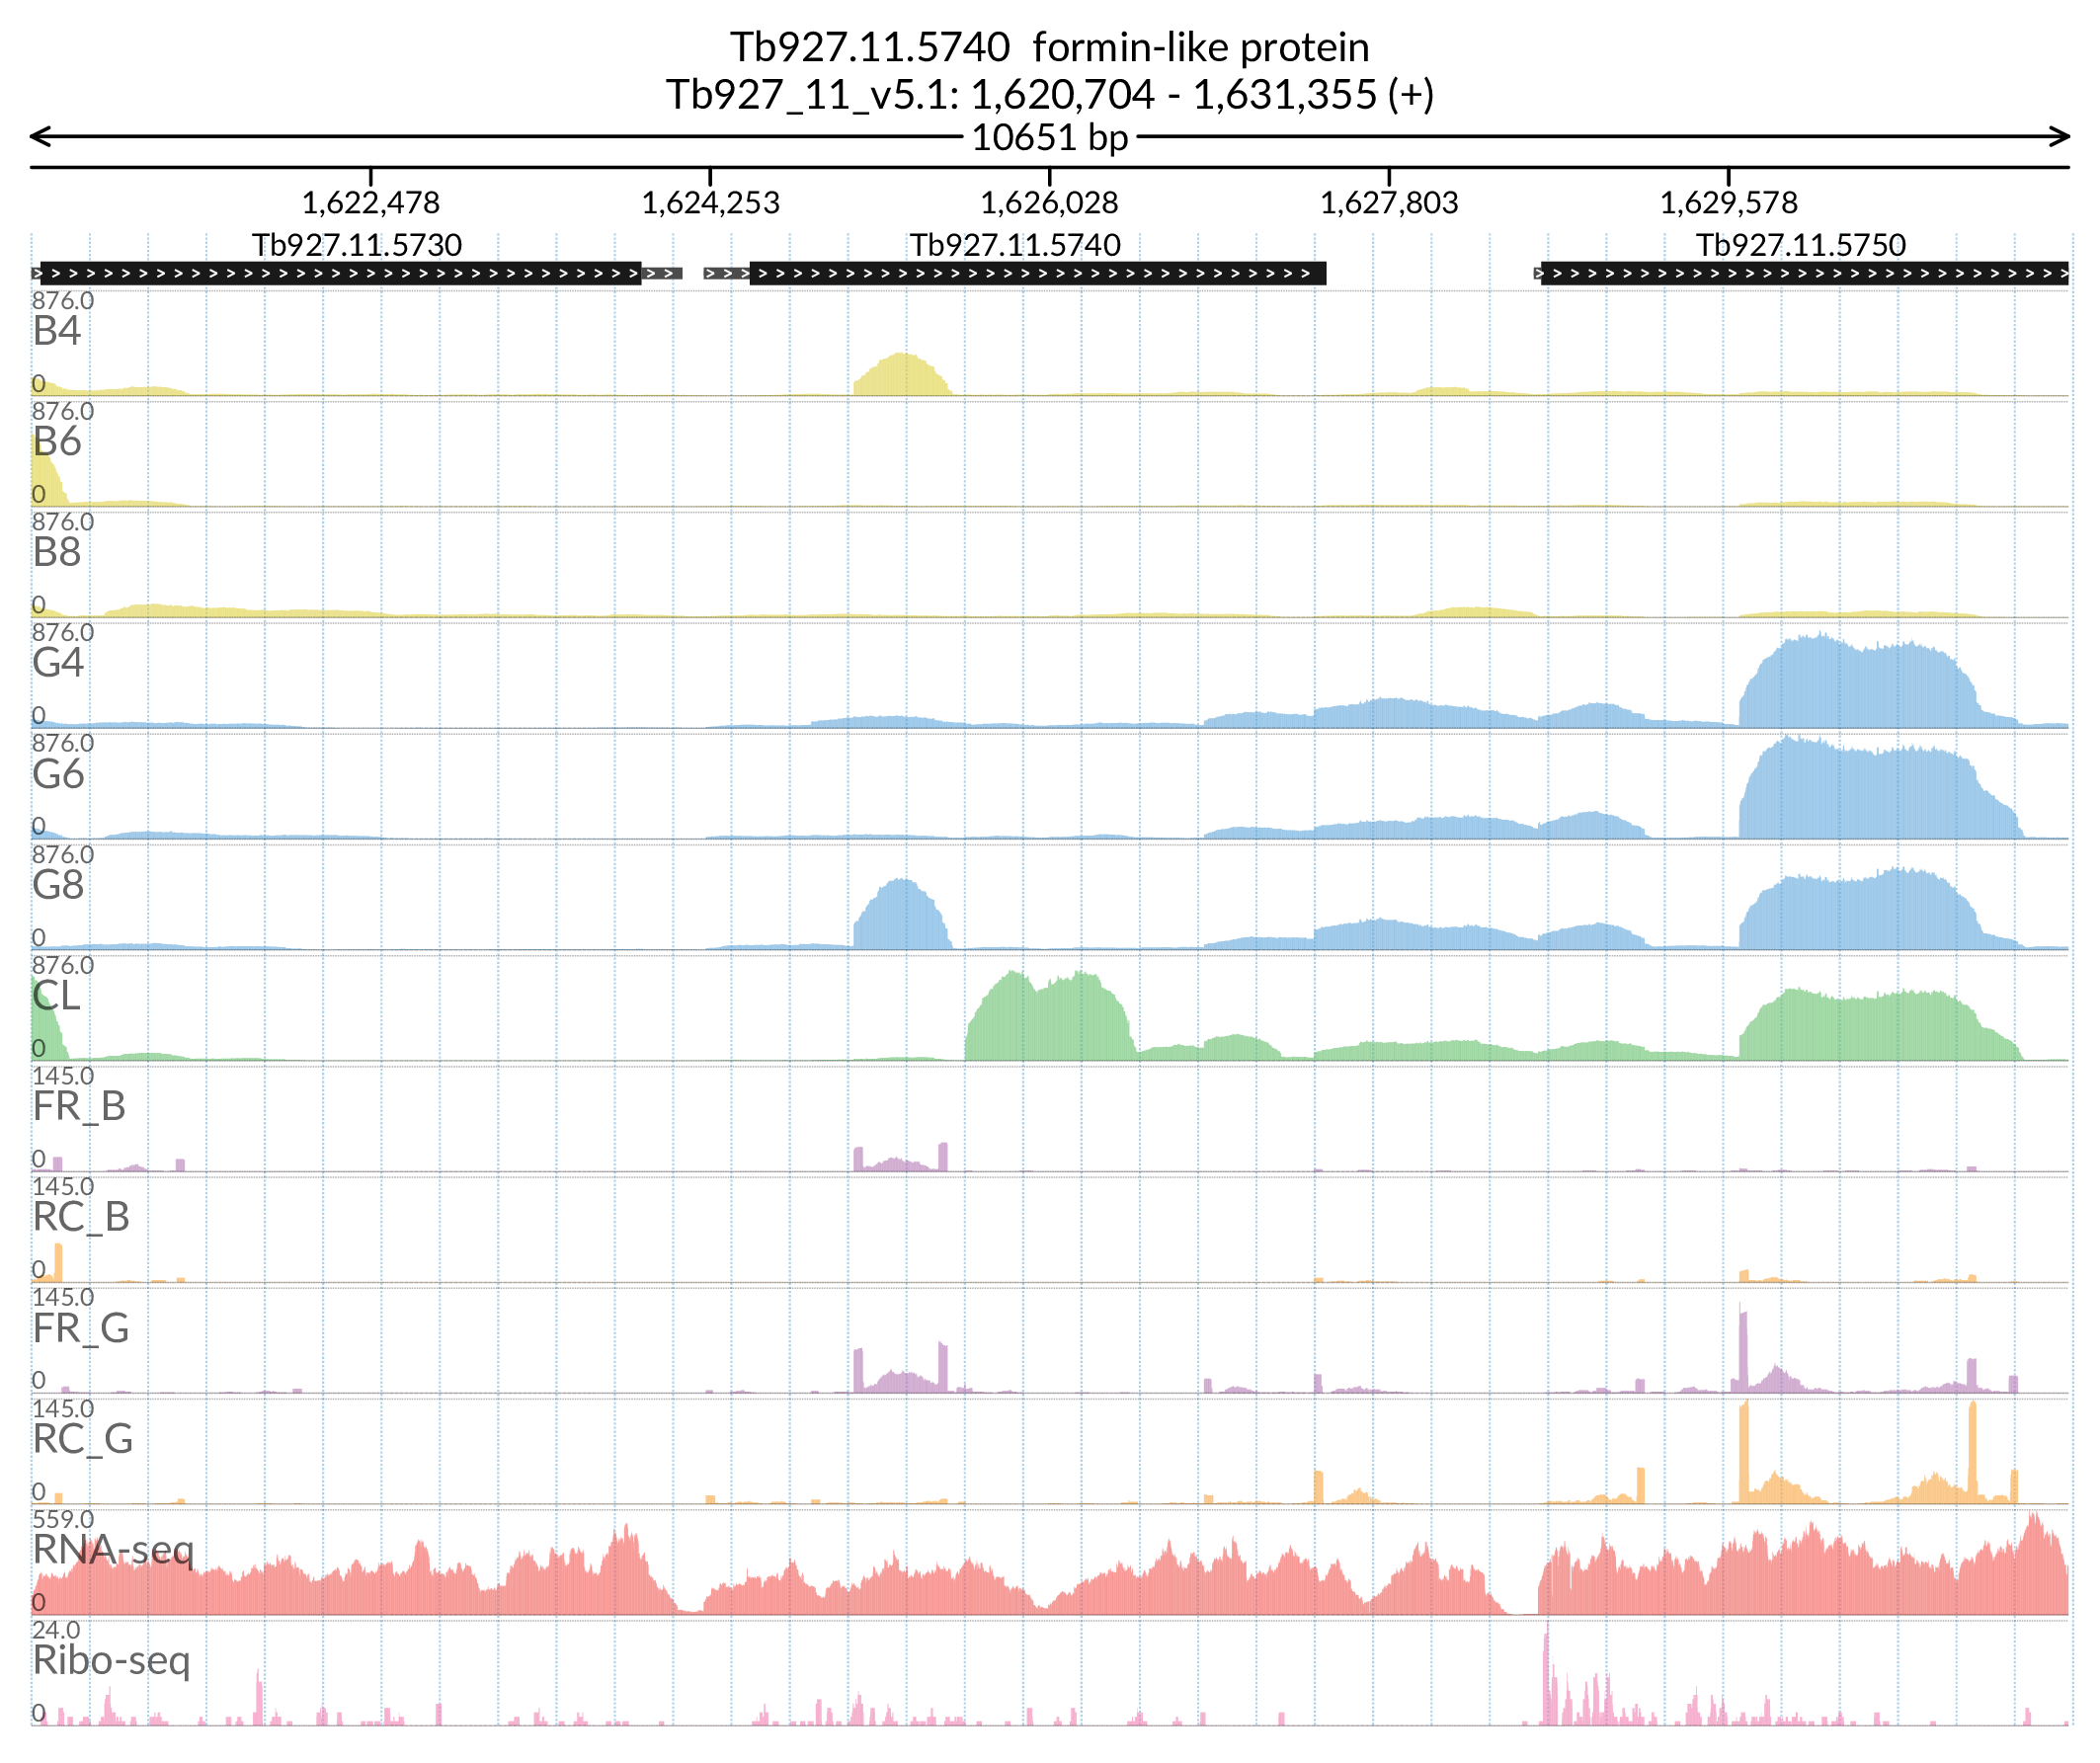 Tb927.11.5740 formin-like protein
Tb927_11_v5.1: 1,620,704 - 1,631,355 (+)
10651 bp
1,622,478 1,624,253 1,626,028 1,627,803 1,629,578
Tb927.11.5730 Tb927.11.5740 Tb927.11.5750
876.0
B4
0
876.0
B6
0
876.0
B8
0
876.0
G4
0
876.0
G6
0
876.0
G8
0
876.0
CL
0
145.0
FR_B
0
145.0
RC_B
0
145.0
FR_G
0
145.0
RC_G
0
559.0
RNA-seq
0
24.0
Ribo-seq
0